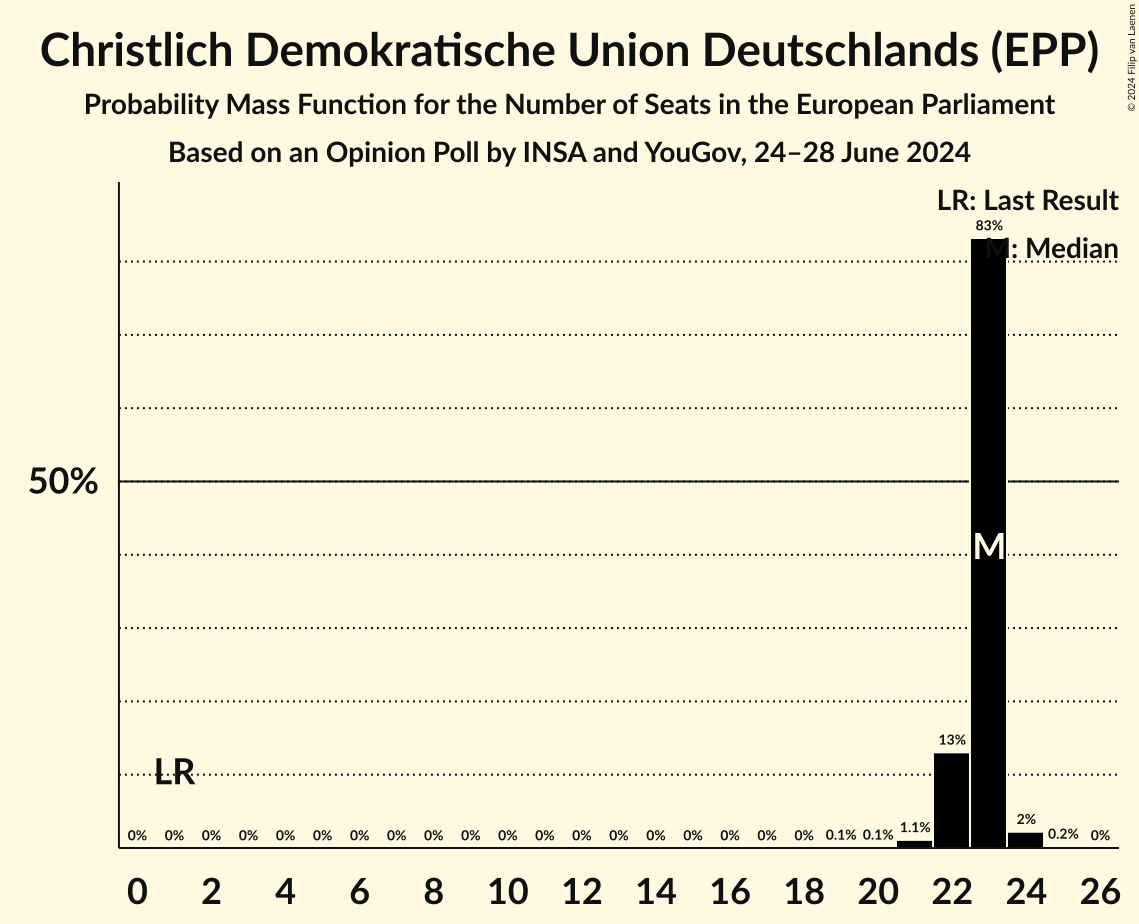 Christlich Demokratische Union Deutschlands (EPP)
Probability Mass Function for the Number of Seats in the European Parliament
Based on an Opinion Poll by INSA and YouGov, 24–28 June 2024
© 2024 Filip van Laenen
LR: Last Result
83%
M: Median
50%
M
13%
LR
2%
0% 0% 0% 0% 0% 0% 0% 0% 0% 0% 0% 0% 0% 0% 0% 0% 0% 0% 0% 0.1% 0.1% 1.1% 0.2% 0%
0 2 4 6 8 10 12 14 16 18 20 22 24 26